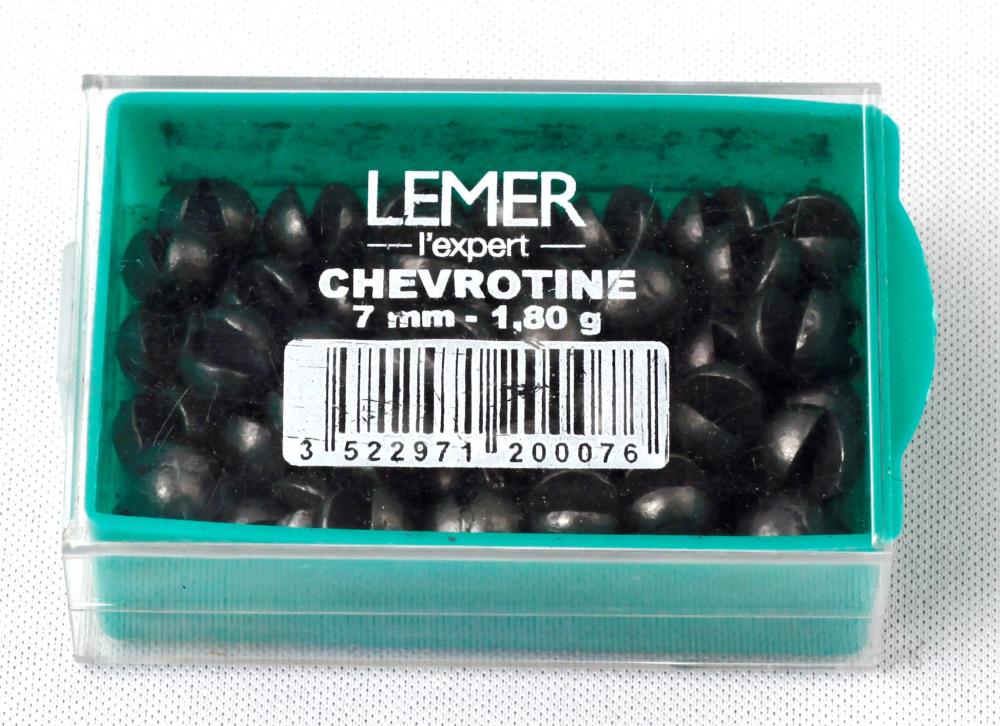 LEMER
l'expert
CHEVROTINE
7 mm - 1,80 g
3 522971 200076